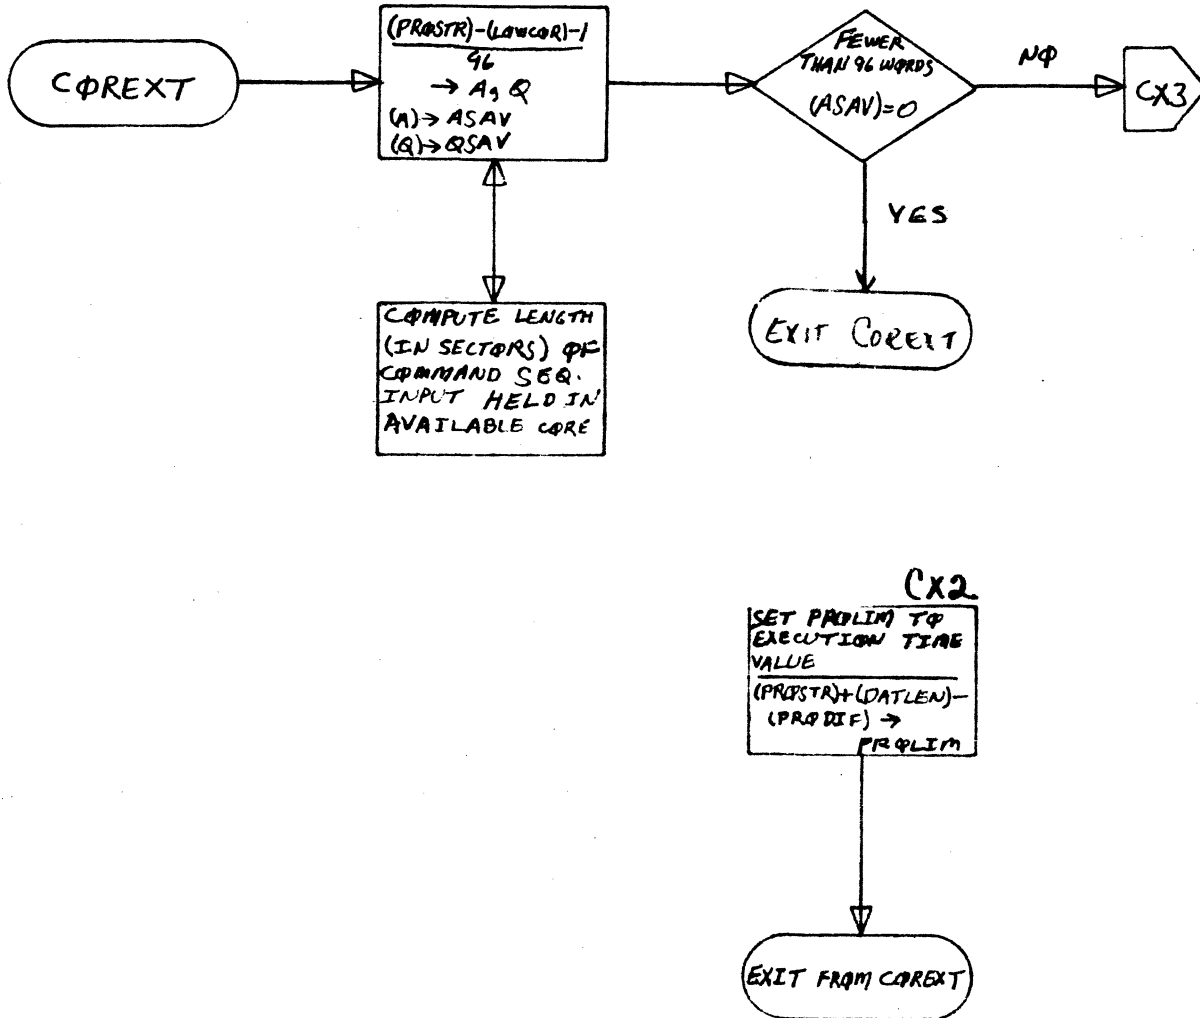 CØREXT
(PRØSTR)-(LØWCØR)-1
96
→ A, Q
(A)→ ASAV
(Q)→ QSAV
FEWER
THAN 96 WØRDS
(ASAV)=0
NØ
CX3
YES
EXIT COREXT
CØMPUTE LENGTH
(IN SECTØRS) ØF
CØMMAND SEQ.
INPUT HELD IN
AVAILABLE CØRE
CX2
SET PRØLIM TØ
EXECUTIØN TIME
VALUE
(PRØSTR)+(DATLEN)-
(PRØDIF) →
PRØLIM
EXIT FRØM CØREXT